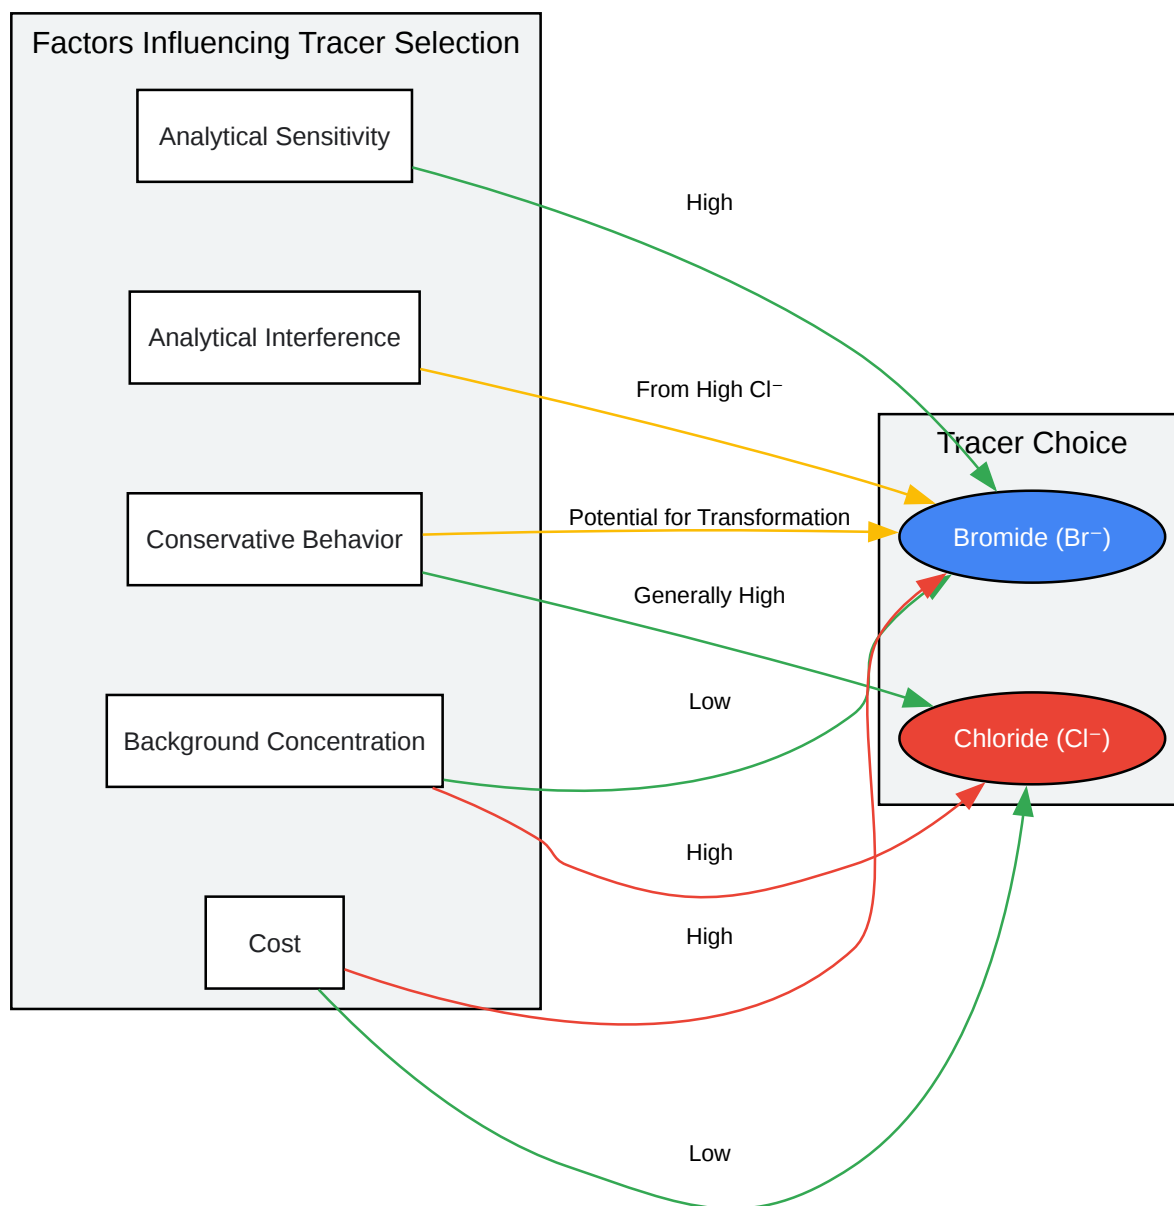 Factors Influencing Tracer Selection
Analytical Sensitivity
High
Analytical Interference
From High Cl⁻
Tracer Choice
Conservative Behavior
Potential for Transformation
Bromide (Br⁻)
Generally High
Background Concentration
Low
Chloride (Cl⁻)
High
Cost
High
Low